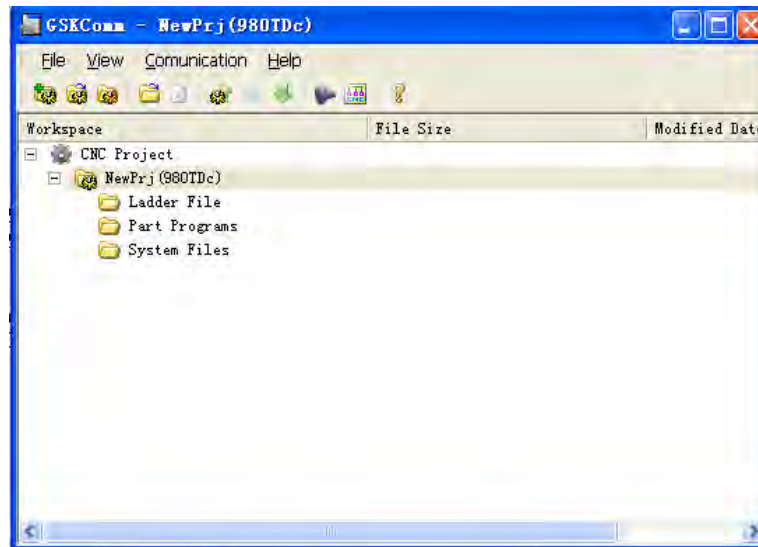 GSKComm - NewPrj(980TDc)
File View Comunication Help
Workspace File Size Modified Date
CNC Project
NewPrj(980TDc)
Ladder File
Part Programs
System Files